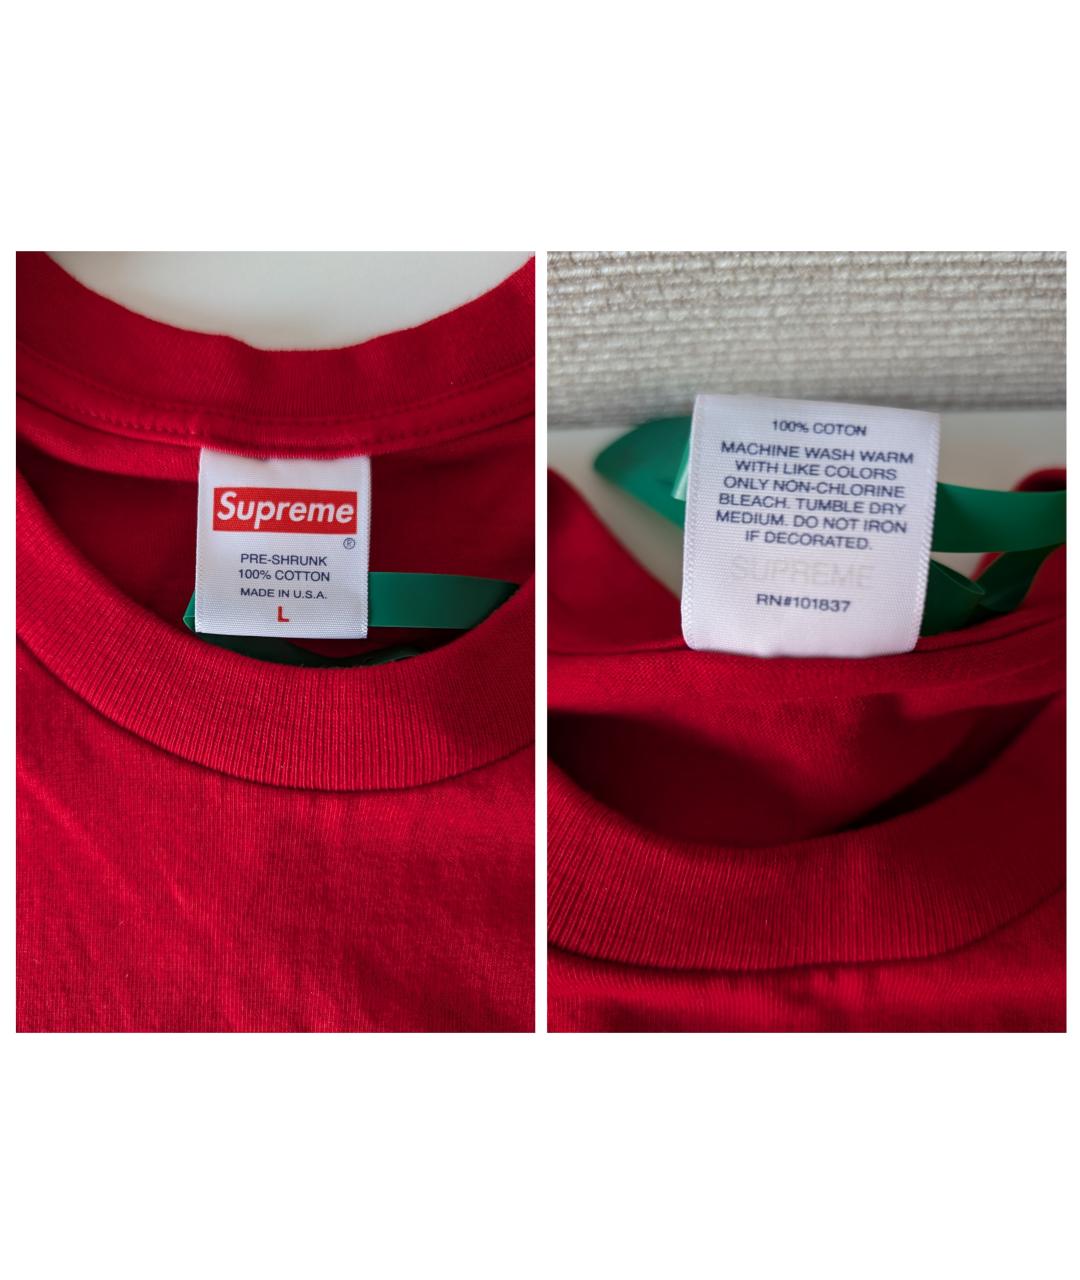 Supreme
®
PRE-SHRUNK
100% COTTON
MADE IN U.S.A.
L
100% COTON
MACHINE WASH WARM
WITH LIKE COLORS
ONLY NON-CHLORINE
BLEACH. TUMBLE DRY
MEDIUM. DO NOT IRON
IF DECORATED.
SUPREME
RN#101837